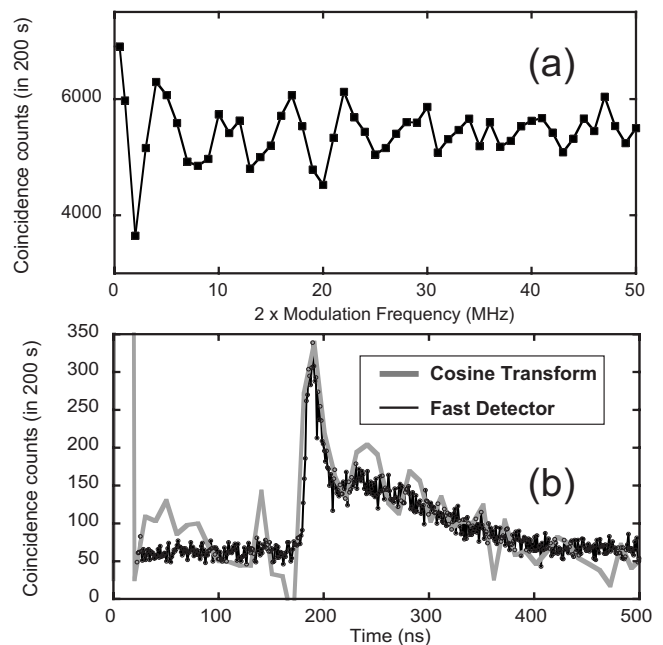 (a)
Coincidence counts (in 200 s)
6000
4000
0
10
20
30
40
50
2 x Modulation Frequency (MHz)
350
300
250
200
150
100
50
0
Coincidence counts (in 200 s)
Cosine Transform
Fast Detector
(b)
0
100
200
300
400
500
Time (ns)